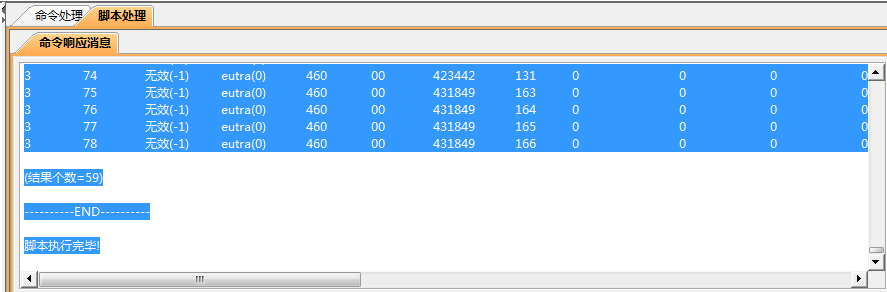 命令处理 脚本处理
命令响应消息
3 74 无效(-1) eutra(0) 460 00 423442 131 0 0 0 0
3 75 无效(-1) eutra(0) 460 00 431849 163 0 0 0 0
3 76 无效(-1) eutra(0) 460 00 431849 164 0 0 0 0
3 77 无效(-1) eutra(0) 460 00 431849 165 0 0 0 0
3 78 无效(-1) eutra(0) 460 00 431849 166 0 0 0 0
(结果个数=59)
----------END----------
脚本执行完毕!